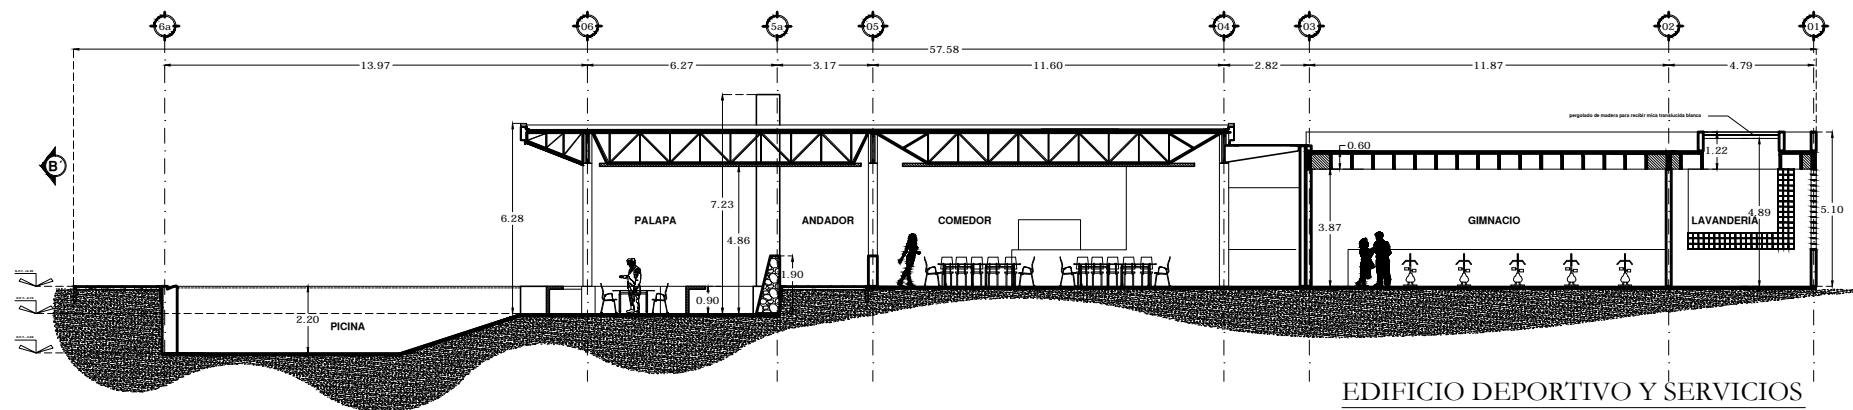 6a 06 5a 05 04 03 02 01
57.58
13.97 6.27 3.17 11.60 2.82 11.87 4.79
pergolado de madera para recibir mica translucida blanca
B´
0.60
1.22
6.28
7.23
4.86
PALAPA
ANDADOR
COMEDOR
GIMNACIO
LAVANDERIA
4.89
5.10
3.87
1.90
0.90
2.20
PICINA
EDIFICIO DEPORTIVO Y SERVICIOS